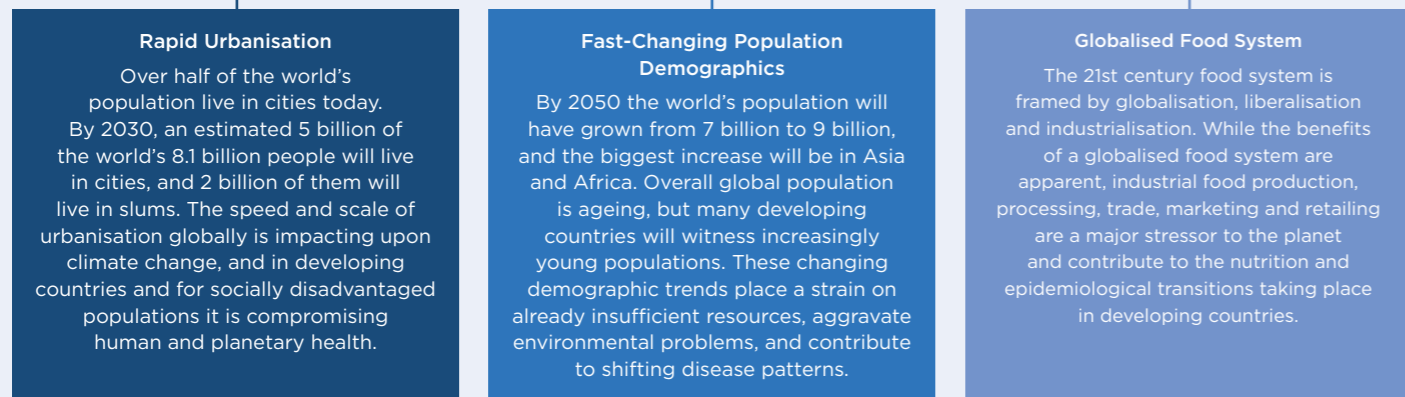 Rapid Urbanisation
Over half of the world's
population live in cities today.
By 2030, an estimated 5 billion of
the world's 8.1 billion people will live
in cities, and 2 billion of them will
live in slums. The speed and scale of
urbanisation globally is impacting upon
climate change, and in developing
countries and for socially disadvantaged
populations it is compromising
human and planetary health.
Fast-Changing Population
Demographics
By 2050 the world's population will
have grown from 7 billion to 9 billion,
and the biggest increase will be in Asia
and Africa. Overall global population
is ageing, but many developing
countries will witness increasingly
young populations. These changing
demographic trends place a strain on
already insufficient resources, aggravate
environmental problems, and contribute
to shifting disease patterns.
Globalised Food System
The 21st century food system is
framed by globalisation, liberalisation
and industrialisation. While the benefits
of a globalised food system are
apparent, industrial food production,
processing, trade, marketing and retailing
are a major stressor to the planet
and contribute to the nutrition and
epidemiological transitions taking place
in developing countries.